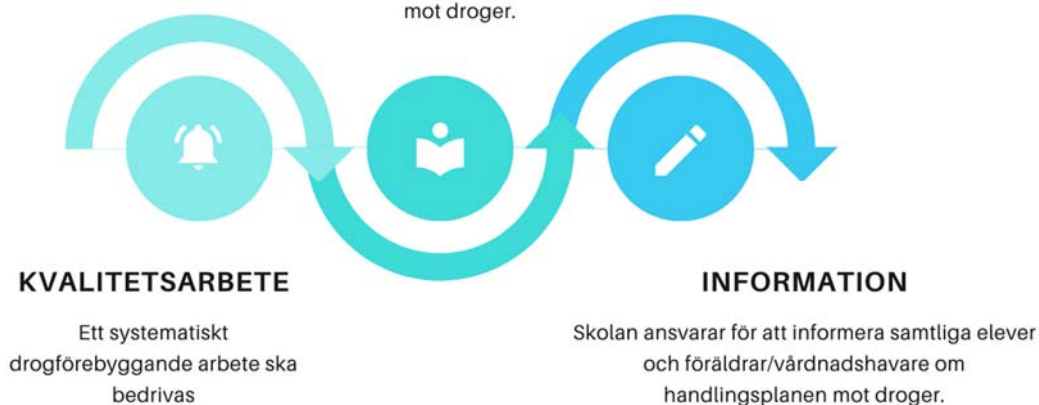 mot droger.
KVALITETSARBETE
Ett systematiskt
drogförebyggande arbete ska
bedrivas
INFORMATION
Skolan ansvarar för att informera samtliga elever
och föräldrar/vårdnadshavare om
handlingsplanen mot droger.